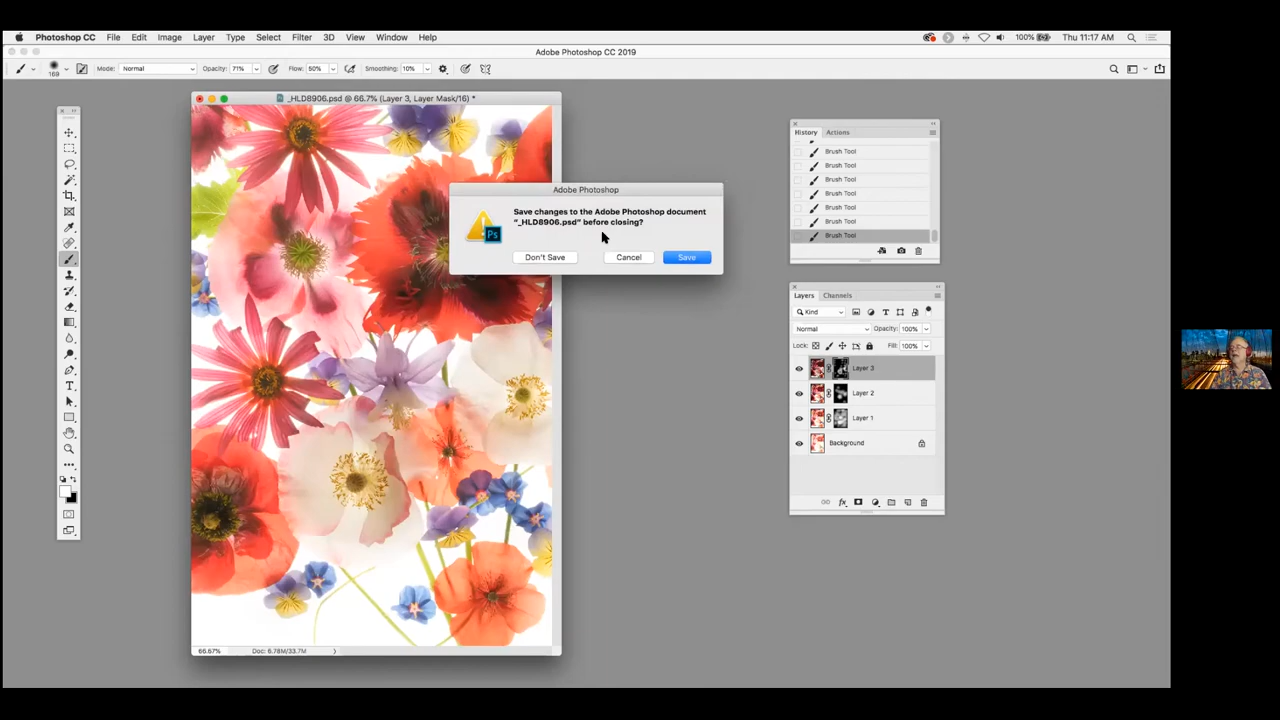 Photoshop CC File Edit Image Layer Type Select Filter 3D View Window Help 100% Thu 11:17 AM
Adobe Photoshop CC 2019
169 Mode: Normal Opacity: 71% Flow: 50% Smoothing: 10%
_HLD8906.psd @ 66.7% (Layer 3, Layer Mask/16) *
Adobe Photoshop
Save changes to the Adobe Photoshop document
“_HLD8906.psd” before closing?
Ps
Don't Save Cancel Save
66.67% Doc: 6.78M/33.7M
History Actions
Brush Tool
Brush Tool
Brush Tool
Brush Tool
Brush Tool
Brush Tool
Brush Tool
Layers Channels
Kind
Normal Opacity: 100%
Lock: Fill: 100%
Layer 3
Layer 2
Layer 1
Background